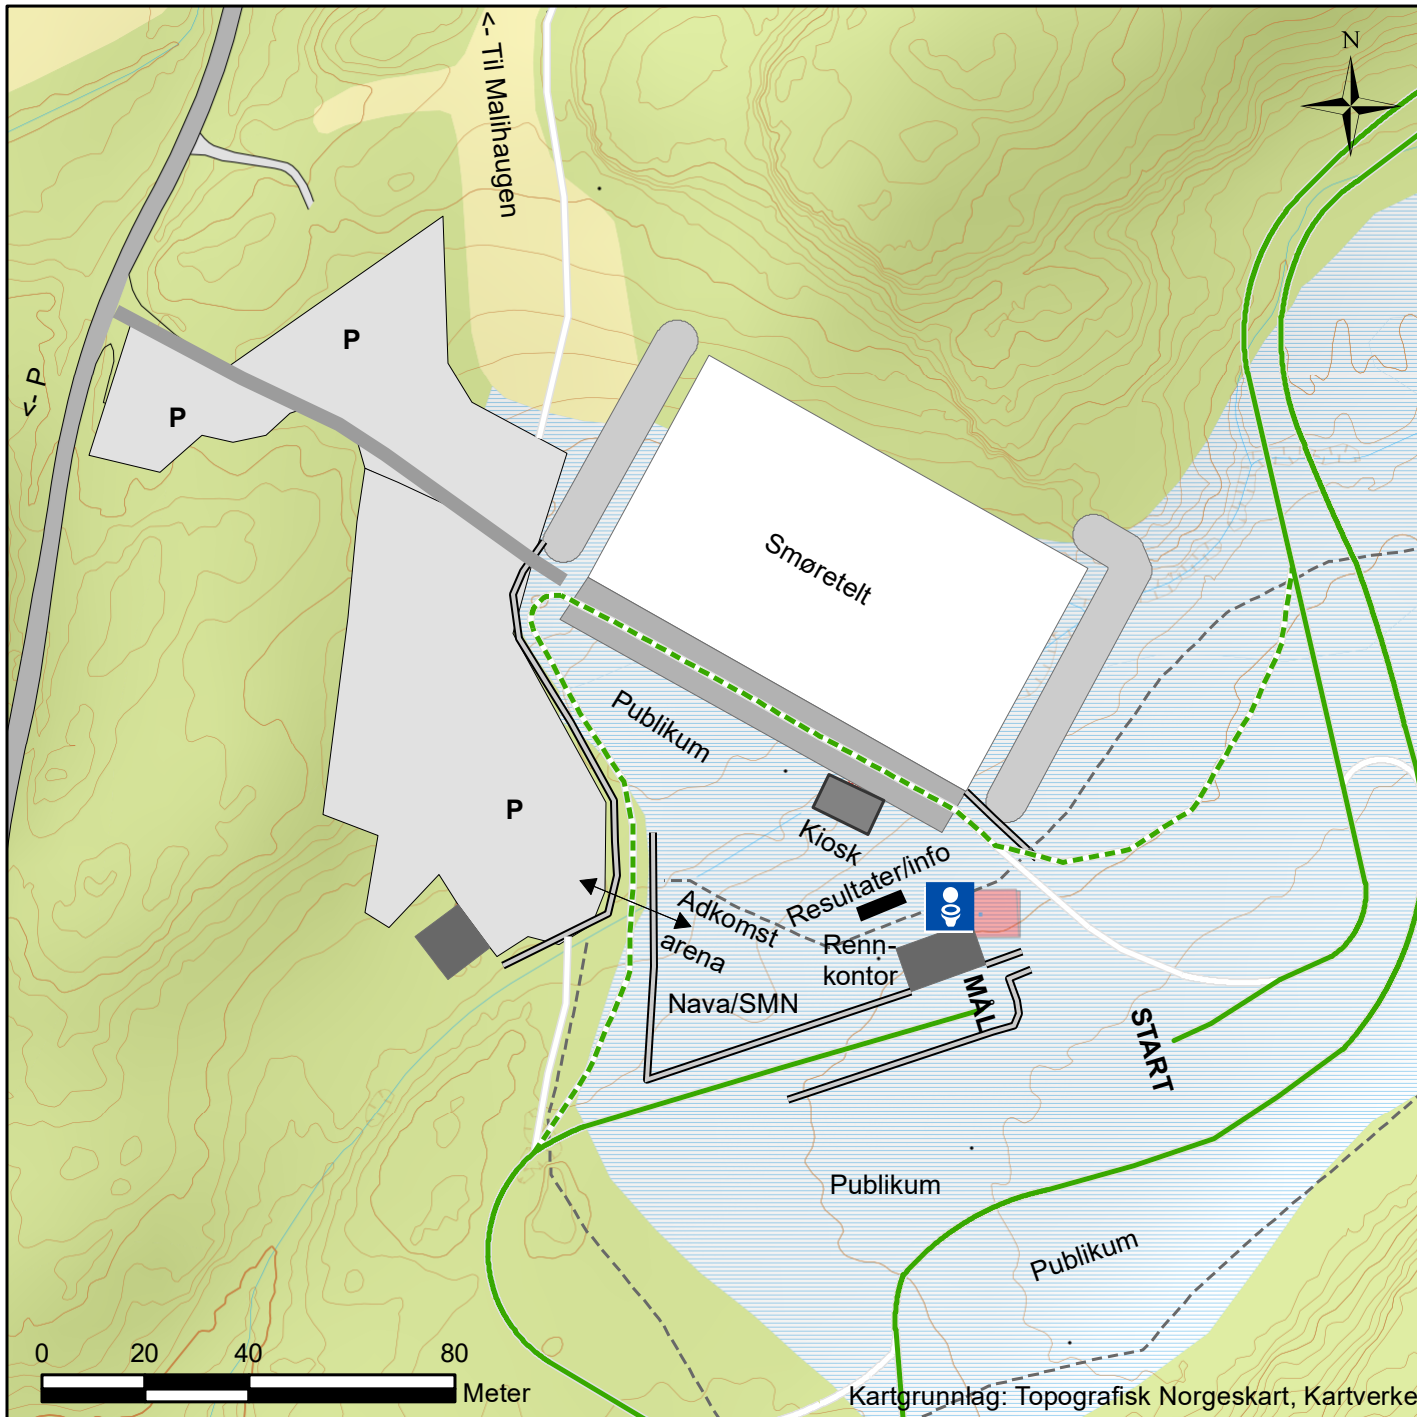 <- Til Malihaugen
N
P
<- P
P
Smøretelt
Publikum
P
Kiosk
Resultater/info
Adkomst
arena
Renn-
kontor
Nava/SMN
MÅL
START
Publikum
Publikum
0 20 40 80
Meter
Kartgrunnlag: Topografisk Norgeskart, Kartverke